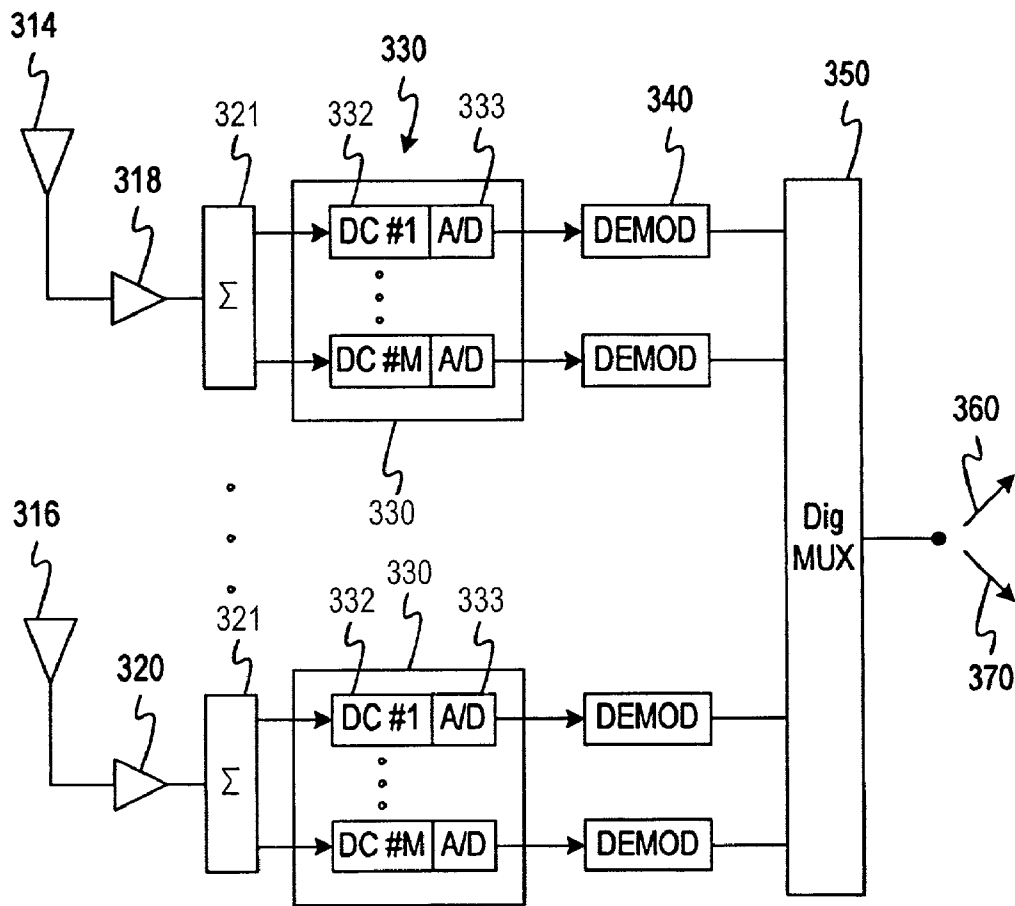 314
330
340
350
321
332
333
318
DC #1 A/D
DEMOD
Σ
DC #M A/D
DEMOD
360
330
316
Dig
MUX
330
332
333
321
370
320
DC #1 A/D
DEMOD
Σ
DC #M A/D
DEMOD